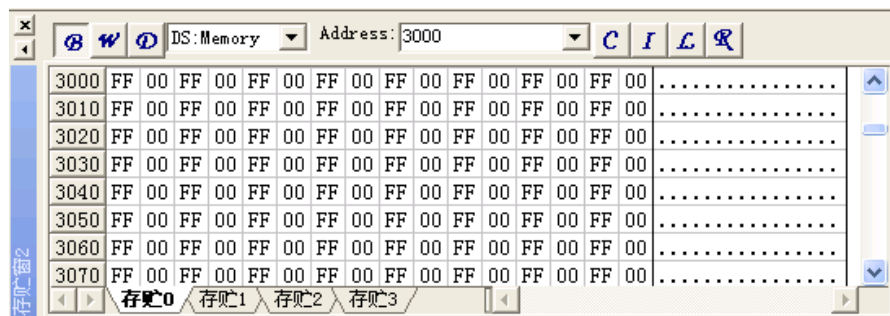 B W D DS:Memory Address: 3000 C I L R
3000 FF 00 FF 00 FF 00 FF 00 FF 00 FF 00 FF 00 FF 00 ................
3010 FF 00 FF 00 FF 00 FF 00 FF 00 FF 00 FF 00 FF 00 ................
3020 FF 00 FF 00 FF 00 FF 00 FF 00 FF 00 FF 00 FF 00 ................
3030 FF 00 FF 00 FF 00 FF 00 FF 00 FF 00 FF 00 FF 00 ................
3040 FF 00 FF 00 FF 00 FF 00 FF 00 FF 00 FF 00 FF 00 ................
3050 FF 00 FF 00 FF 00 FF 00 FF 00 FF 00 FF 00 FF 00 ................
3060 FF 00 FF 00 FF 00 FF 00 FF 00 FF 00 FF 00 FF 00 ................
3070 FF 00 FF 00 FF 00 FF 00 FF 00 FF 00 FF 00 FF 00 ................
存贮0 存贮1 存贮2 存贮3
存贮窗2